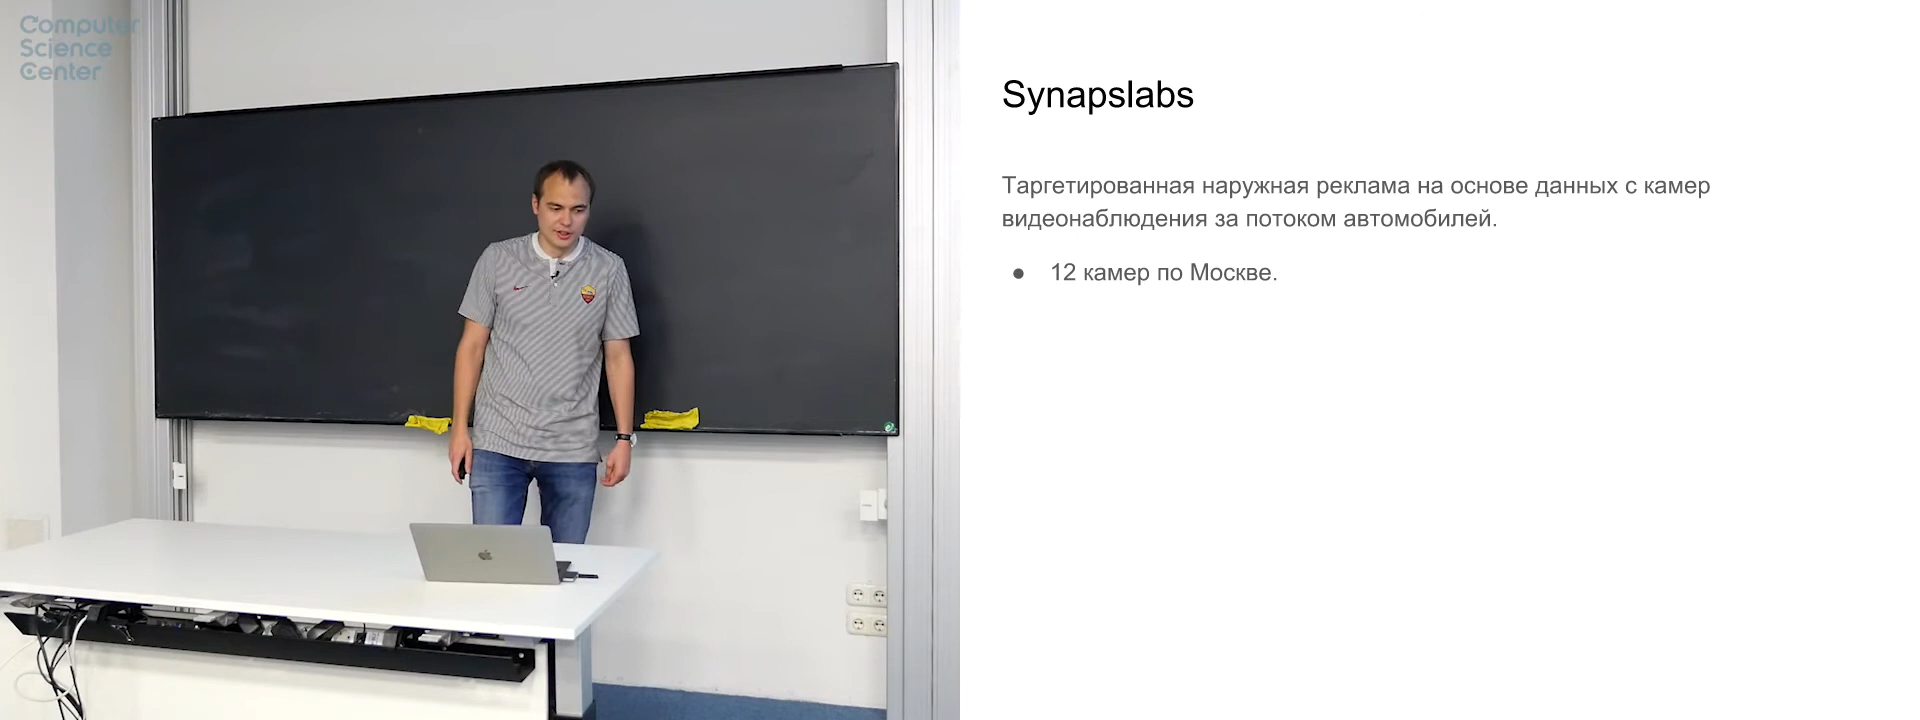 Computer
Science
Center
Synapslabs
Таргетированная наружная реклама на основе данных с камер
видеонаблюдения за потоком автомобилей.
● 12 камер по Москве.